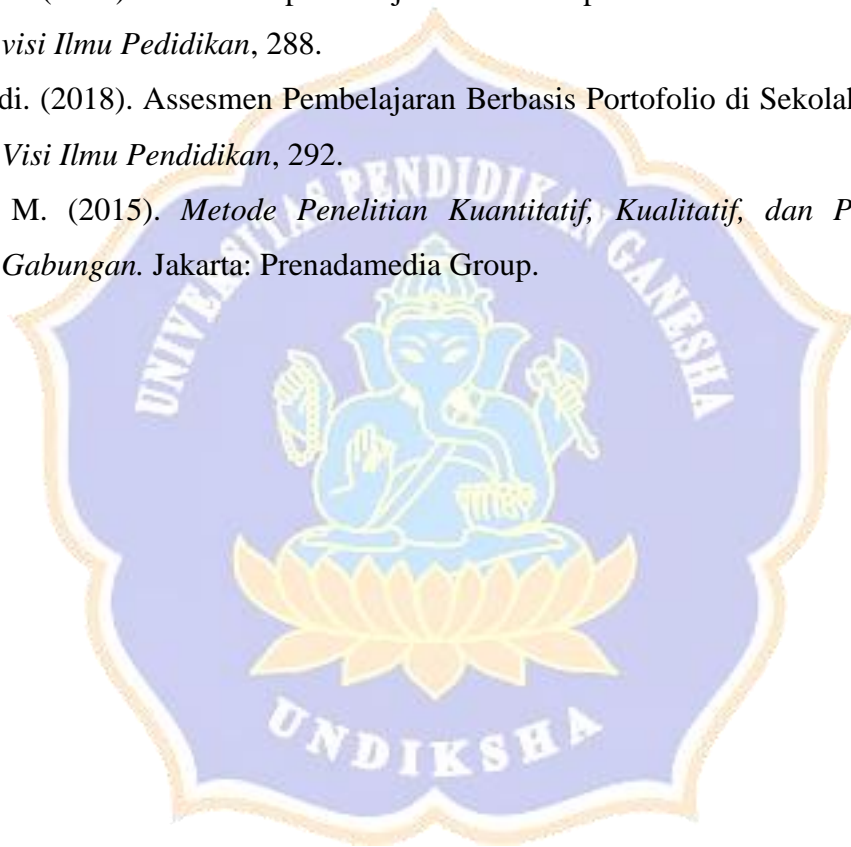 visi Ilmu Pedidikan, 288.
di. (2018). Assesmen Pembelajaran Berbasis Portofolio di Sekolah
Visi Ilmu Pendidikan, 292.
M. (2015). Metode Penelitian Kuantitatif, Kualitatif, dan P
Gabungan. Jakarta: Prenadamedia Group.
UNIVERSITAS PENDIDIKAN GANESHA
UNDIKSHA